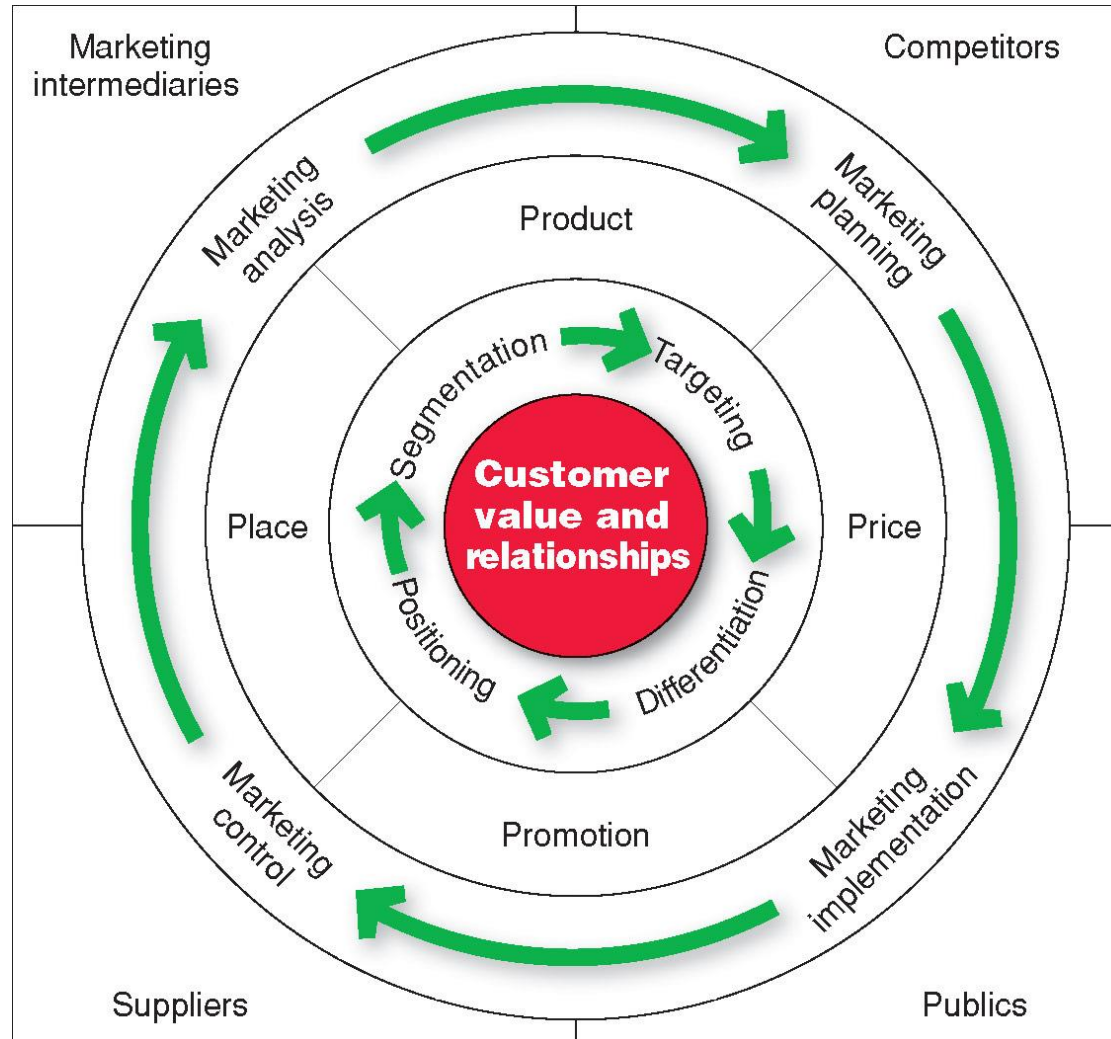 Marketing
intermediaries
Competitors
Marketing
analysis
Marketing
planning
Product
Segmentation
Targeting
Customer
value and
relationships
Place
Price
Positioning
Differentiation
Marketing
control
Promotion
Marketing
implementation
Suppliers
Publics